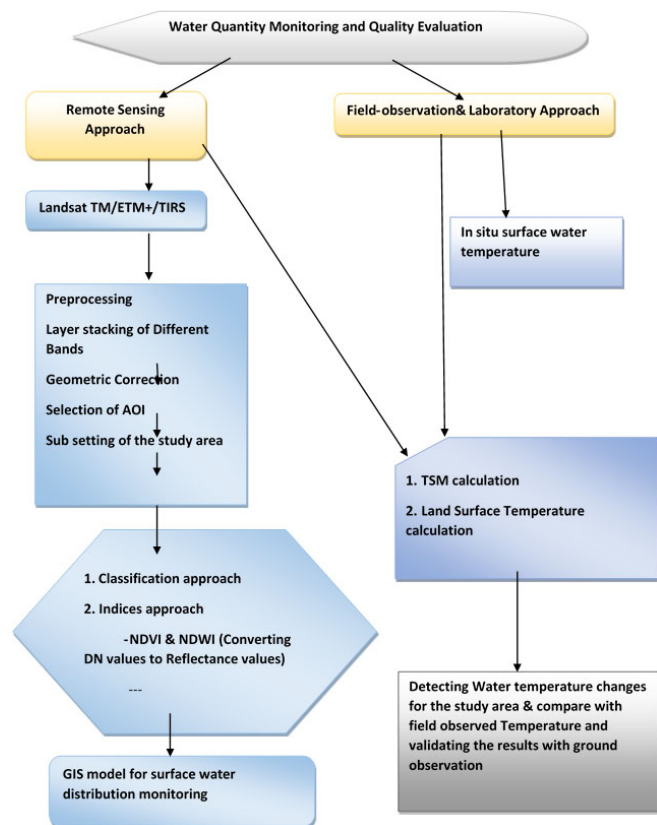 Water Quantity Monitoring and Quality Evaluation
Remote Sensing
Approach
Field-observation& Laboratory Approach
Landsat TM/ETM+/TIRS
In situ surface water
temperature
Preprocessing
Layer stacking of Different
Bands
Geometric Correction
Selection of AOI
Sub setting of the study area
1. TSM calculation
2. Land Surface Temperature
calculation
1. Classification approach
2. Indices approach
-NDVI & NDWI (Converting
DN values to Reflectance values)
---
Detecting Water temperature changes
for the study area & compare with
field observed Temperature and
validating the results with ground
observation
GIS model for surface water
distribution monitoring